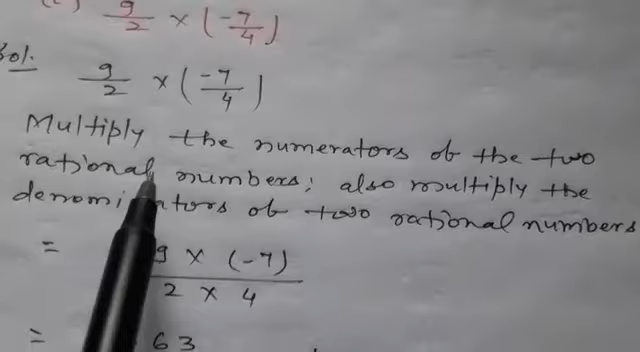 9/2 × (-7/4)
Sol. 9/2 × (-7/4)
Multiply the numerators of the two
rational numbers; also multiply the
of two rational numbers
= 9 × (-7) / 2 × 4
= 63